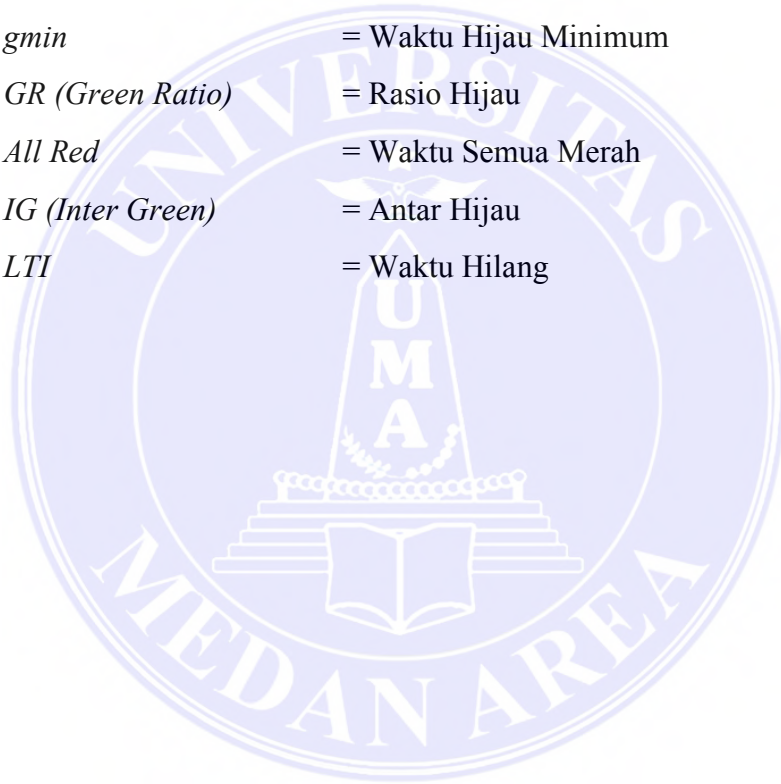 gmin = Waktu Hijau Minimum
GR (Green Ratio) = Rasio Hijau
All Red = Waktu Semua Merah
IG (Inter Green) = Antar Hijau
LTI = Waktu Hilang
UNIVERSITAS
UMA
MEDAN AREA